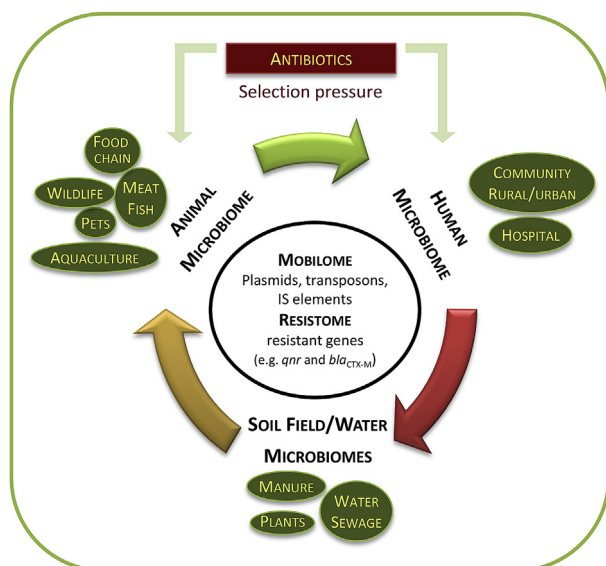 ANTIBIOTICS
Selection pressure
FOOD
CHAIN
WILDLIFE
MEAT
FISH
PETS
AQUACULTURE
ANIMAL
MICROBIOME
HUMAN
MICROBIOME
COMMUNITY
RURAL/URBAN
HOSPITAL
MOBILOME
Plasmids, transposons,
IS elements
RESISTOME
resistant genes
(e.g. qnr and blaCTX-M)
SOIL FIELD/WATER
MICROBIOMES
MANURE
WATER
SEWAGE
PLANTS